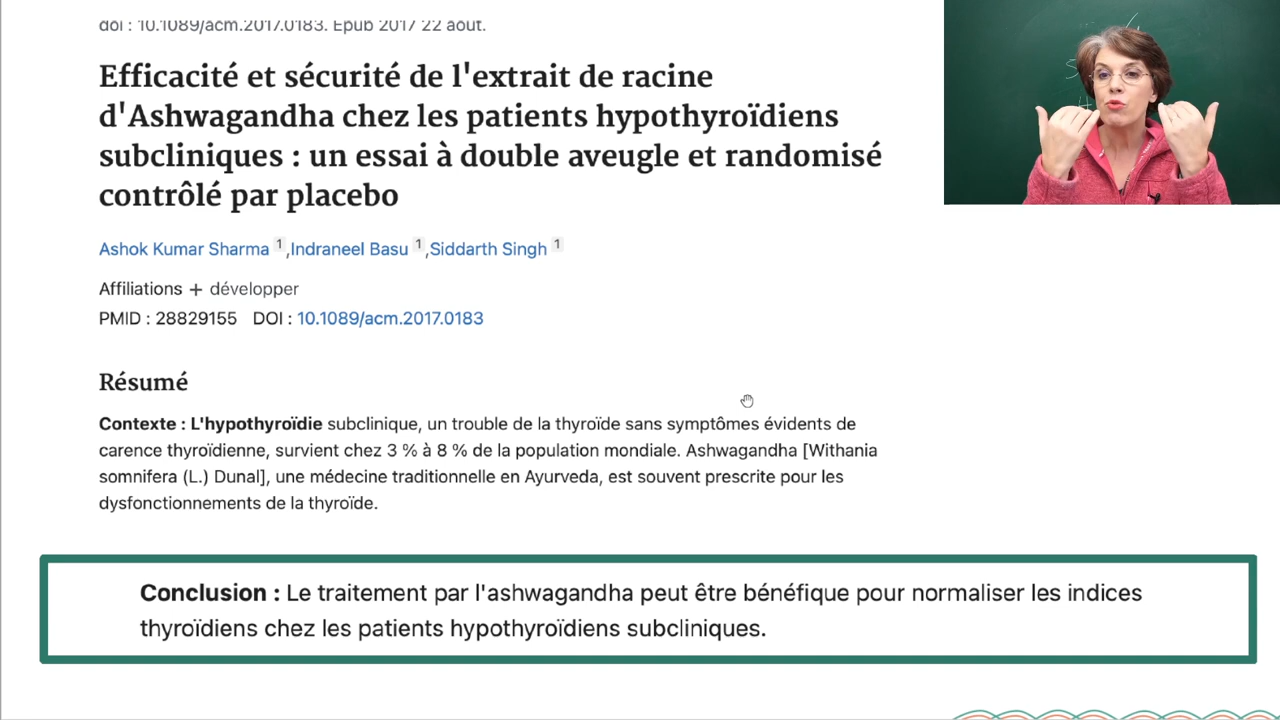 doi : 10.1089/acm.2017.0183. Epub 2017 22 août.
Efficacité et sécurité de l'extrait de racine
d'Ashwagandha chez les patients hypothyroïdiens
subcliniques : un essai à double aveugle et randomisé
contrôlé par placebo
Ashok Kumar Sharma 1 ,Indraneel Basu 1 ,Siddarth Singh 1
Affiliations + développer
PMID : 28829155 DOI : 10.1089/acm.2017.0183
Résumé
Contexte : L'hypothyroïdie subclinique, un trouble de la thyroïde sans symptômes évidents de
carence thyroïdienne, survient chez 3 % à 8 % de la population mondiale. Ashwagandha [Withania
somnifera (L.) Dunal], une médecine traditionnelle en Ayurveda, est souvent prescrite pour les
dysfonctionnements de la thyroïde.
Conclusion : Le traitement par l'ashwagandha peut être bénéfique pour normaliser les indices
thyroïdiens chez les patients hypothyroïdiens subcliniques.